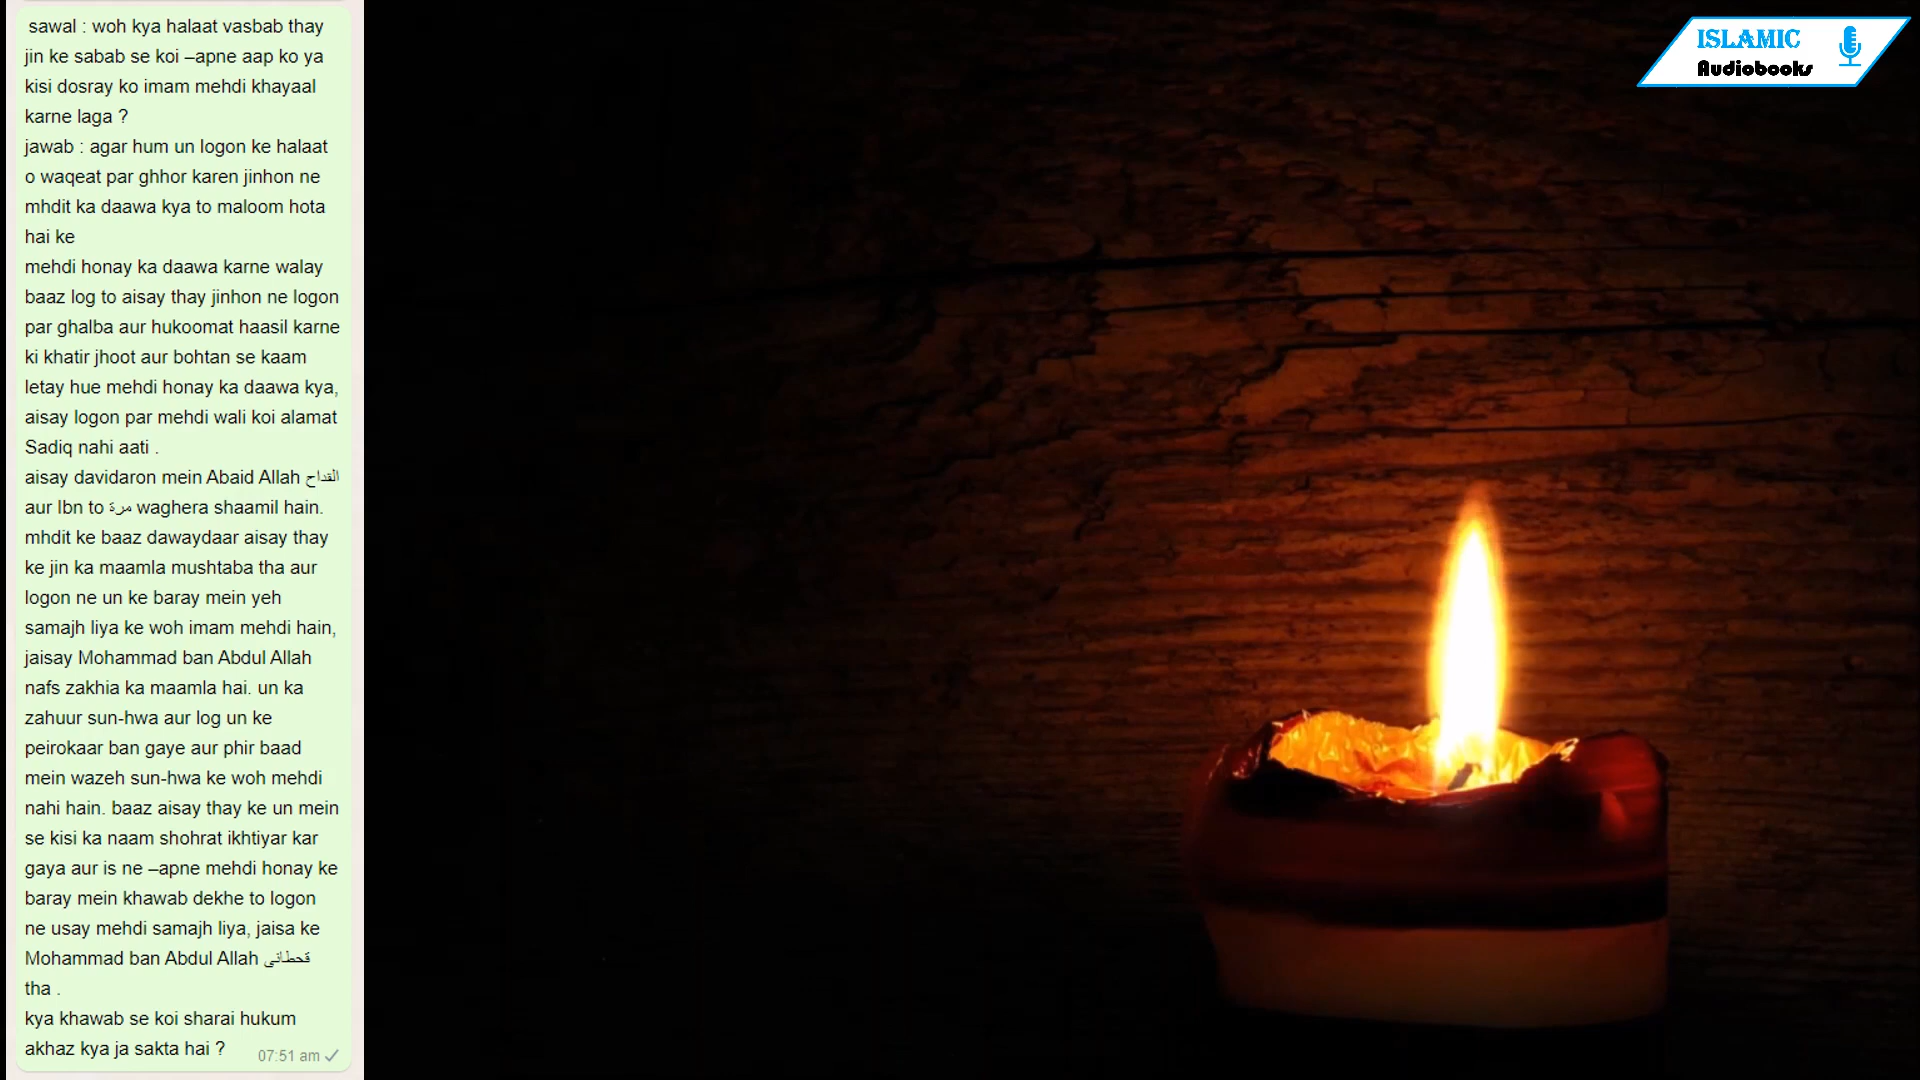 sawal : woh kya halaat vasbab thay
jin ke sabab se koi –apne aap ko ya
kisi dosray ko imam mehdi khayaal
karne laga ?
jawab : agar hum un logon ke halaat
o waqeat par ghhor karen jinhon ne
mhdit ka daawa kya to maloom hota
hai ke
mehdi honay ka daawa karne walay
baaz log to aisay thay jinhon ne logon
par ghalba aur hukoomat haasil karne
ki khatir jhoot aur bohtan se kaam
letay hue mehdi honay ka daawa kya,
aisay logon par mehdi wali koi alamat
Sadiq nahi aati .
aisay davidaron mein Abaid Allah القداح
aur Ibn to مرة waghera shaamil hain.
mhdit ke baaz dawaydaar aisay thay
ke jin ka maamla mushtaba tha aur
logon ne un ke baray mein yeh
samajh liya ke woh imam mehdi hain,
jaisay Mohammad ban Abdul Allah
nafs zakhia ka maamla hai. un ka
zahuur sun-hwa aur log un ke
peirokaar ban gaye aur phir baad
mein wazeh sun-hwa ke woh mehdi
nahi hain. baaz aisay thay ke un mein
se kisi ka naam shohrat ikhtiyar kar
gaya aur is ne –apne mehdi honay ke
baray mein khawab dekhe to logon
ne usay mehdi samajh liya, jaisa ke
Mohammad ban Abdul Allah قحطانی
tha .
kya khawab se koi sharai hukum
akhaz kya ja sakta hai ?
07:51 am
ISLAMIC
Audiobooks